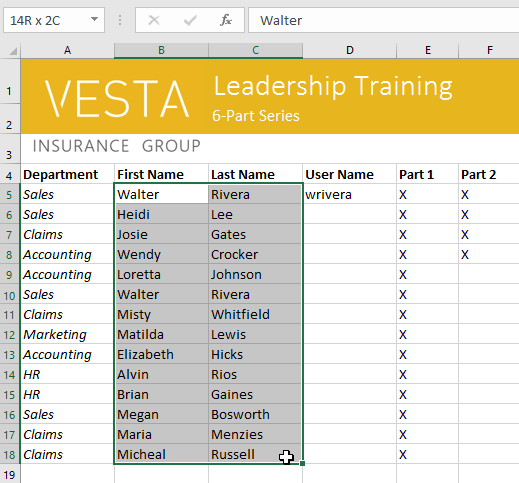 14R x 2C fx Walter
A B C D E F
1 VESTA Leadership Training
2 6-Part Series
3 INSURANCE GROUP
4 Department First Name Last Name User Name Part 1 Part 2
5 Sales Walter Rivera wrivera X X
6 Sales Heidi Lee X X
7 Claims Josie Gates X X
8 Accounting Wendy Crocker X X
9 Accounting Loretta Johnson X
10 Sales Walter Rivera X
11 Claims Misty Whitfield X
12 Marketing Matilda Lewis X
13 Accounting Elizabeth Hicks X
14 HR Alvin Rios X
15 HR Brian Gaines X
16 Sales Megan Bosworth X
17 Claims Maria Menzies X
18 Claims Micheal Russell X
19